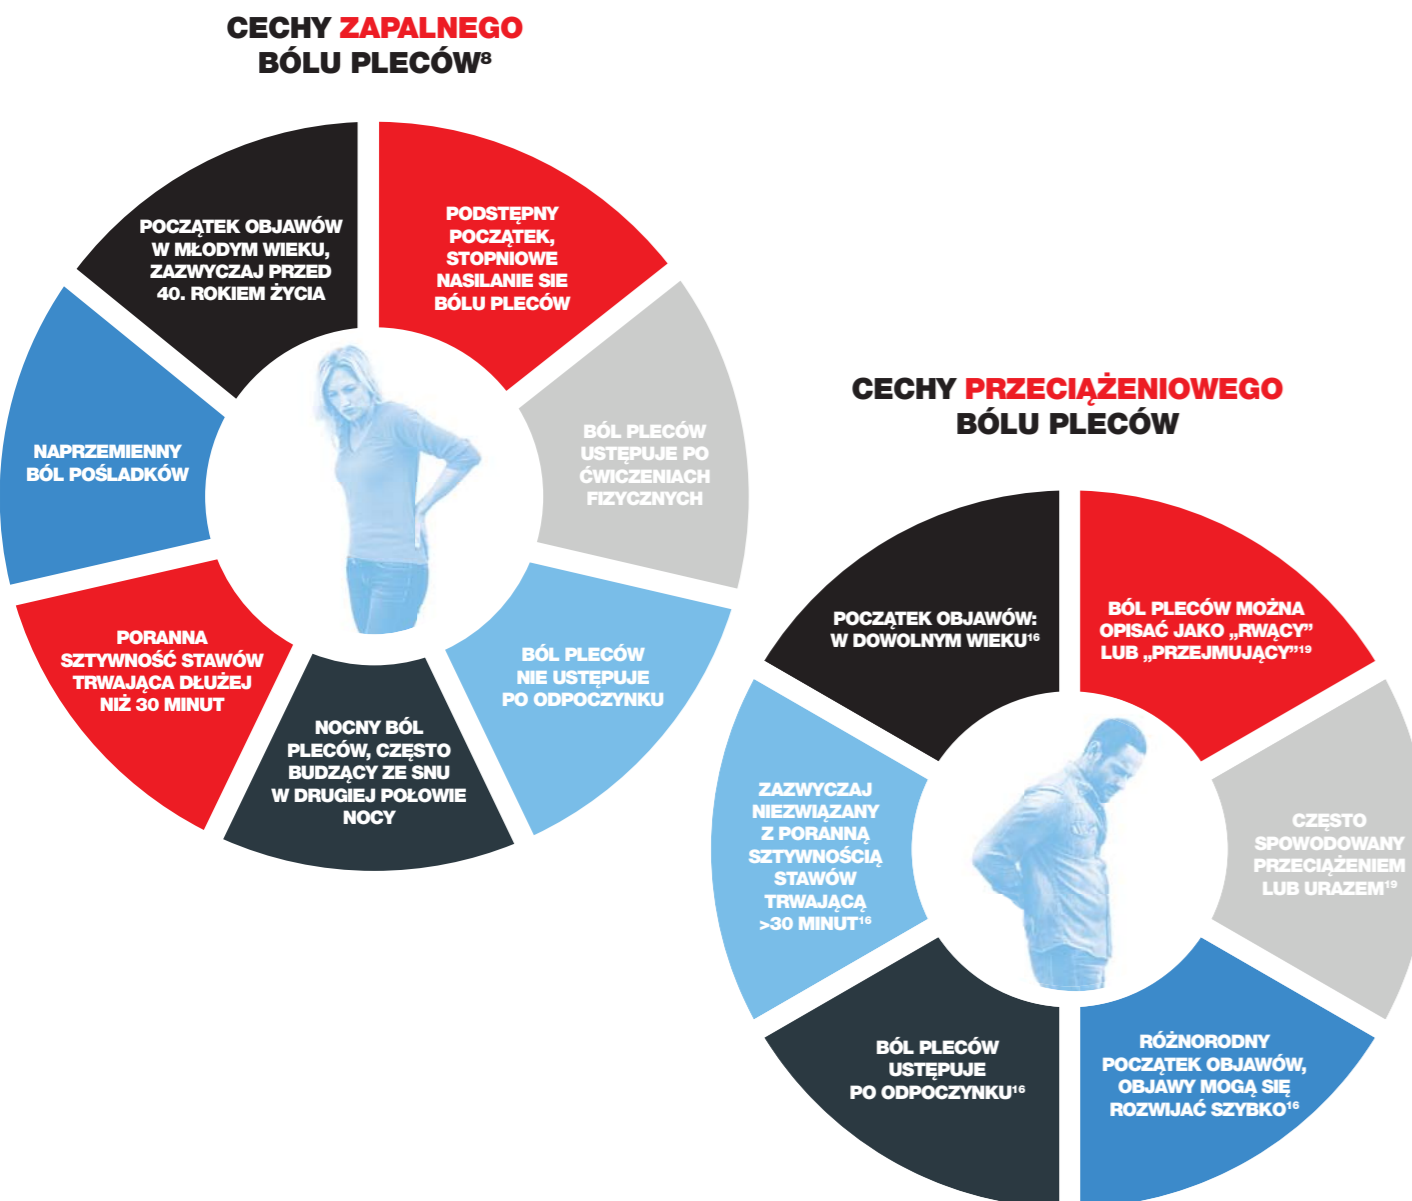 CECHY ZAPALNEGO
BÓLU PLECÓW⁸
POCZĄTEK OBJAWÓW
W MŁODYM WIEKU,
ZAZWYCZAJ PRZED
40. ROKIEM ŻYCIA
PODSTĘPNY
POCZĄTEK,
STOPNIOWE
NASILANIE SIE
BÓLU PLECÓW
BÓL PLECÓW
USTĘPUJE PO
ĆWICZENIACH
FIZYCZNYCH
BÓL PLECÓW
NIE USTĘPUJE
PO ODPOCZYNKU
NOCNY BÓL
PLECÓW, CZĘSTO
BUDZĄCY ZE SNU
W DRUGIEJ POŁOWIE
NOCY
PORANNA
SZTYWNOŚĆ STAWÓW
TRWAJĄCA DŁUŻEJ
NIŻ 30 MINUT
NAPRZEMIENNY
BÓL POŚLADKÓW
CECHY PRZECIĄŻENIOWEGO
BÓLU PLECÓW
POCZĄTEK OBJAWÓW:
W DOWOLNYM WIEKU¹⁶
BÓL PLECÓW MOŻNA
OPISAĆ JAKO „RWĄCY”
LUB „PRZEJMUJĄCY”¹⁹
CZĘSTO
SPOWODOWANY
PRZECIĄŻENIEM
LUB URAZEM¹⁹
RÓŻNORODNY
POCZĄTEK OBJAWÓW,
OBJAWY MOGĄ SIĘ
ROZWIJAĆ SZYBKO¹⁶
BÓL PLECÓW
USTĘPUJE
PO ODPOCZYNKU¹⁶
ZAZWYCZAJ
NIEZWIĄZANY
Z PORANNĄ
SZTYWNOŚCIĄ
STAWÓW
TRWAJĄCĄ
>30 MINUT¹⁶